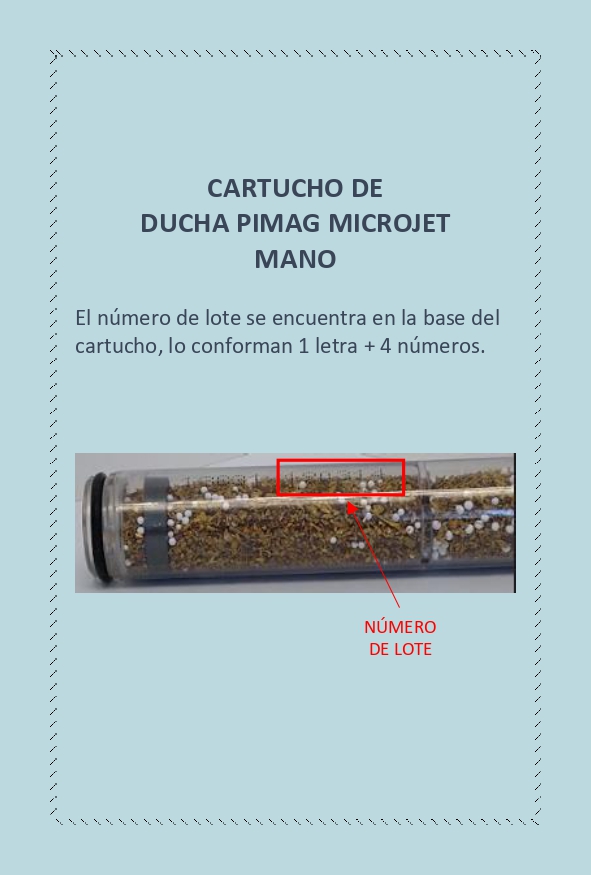 CARTUCHO DE
DUCHA PIMAG MICROJET
MANO
El número de lote se encuentra en la base del
cartucho, lo conforman 1 letra + 4 números.
NÚMERO
DE LOTE